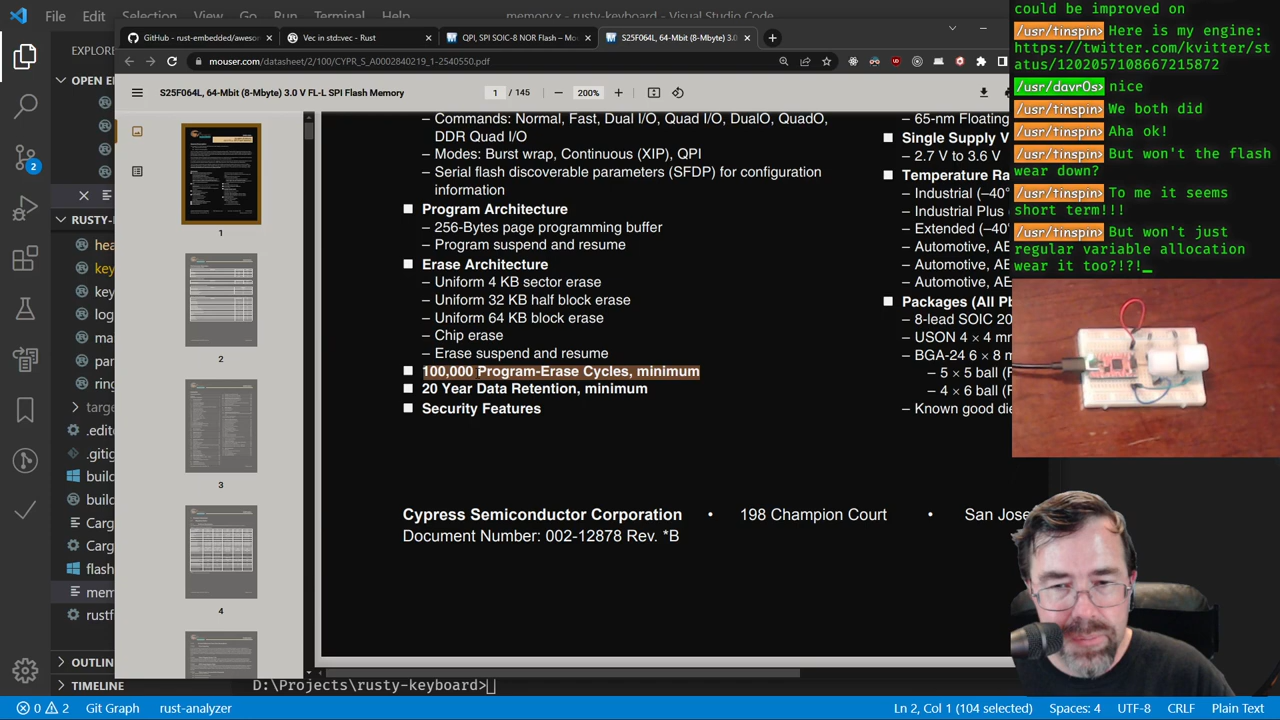 File Edit Selection View Go Run Terminal Help memory.x - rusty-keyboard - Visual Studio Code
GitHub - rust-embedded/aweso
Vec in stdvec - Rust
QPI, SPI SOIC-8 NOR Flash – Mo
S25F064L, 64-Mbit (8-Mbyte) 3.0
mouser.com/datasheet/2/100/CYPR_S_A0002840219_1-2540550.pdf
S25F064L, 64-Mbit (8-Mbyte) 3.0 V FL-L SPI Flash Memory
1 / 145
200%
EXPLOR
OPEN E
2
RUSTY-
hea
key
key
log
ma
par
ring
targe
.edit
.gitig
build
build
Carg
Carg
flash
mem
rustf
OUTLIN
TIMELINE
1
2
3
4
– Commands: Normal, Fast, Dual I/O, Quad I/O, DualO, QuadO,
DDR Quad I/O
– Modes: Burst wrap, Continuous (XIP), QPI
– Serial flash discoverable parameters (SFDP) for configuration
information
Program Architecture
– 256-Bytes page programming buffer
– Program suspend and resume
Erase Architecture
– Uniform 4 KB sector erase
– Uniform 32 KB half block erase
– Uniform 64 KB block erase
– Chip erase
– Erase suspend and resume
100,000 Program-Erase Cycles, minimum
20 Year Data Retention, minimum
Security Features
– 65-nm Floating
Single Supply V
– 2.7 V to 3.6 V
Temperature Ra
– Industrial (–40°
– Industrial Plus (
– Extended (–40°
– Automotive, AE
– Automotive, AE
– Automotive, AE
Packages (All Pb
– 8-lead SOIC 20
– USON 4 × 4 mm
– BGA-24 6 × 8 m
– 5 × 5 ball (F
– 4 × 6 ball (F
– Known good die
Cypress Semiconductor Corporation • 198 Champion Court • San Jose
Document Number: 002-12878 Rev. *B
D:\Projects\rusty-keyboard>
0 2 Git Graph rust-analyzer Ln 2, Col 1 (104 selected) Spaces: 4 UTF-8 CRLF Plain Text
could be improved on
/usr/tinspin> Here is my engine:
https://twitter.com/kvitter/st
atus/1202057108667215872
/usr/davr0s> nice
/usr/tinspin> We both did
/usr/tinspin> Aha ok!
/usr/tinspin> But won't the flash
wear down?
/usr/tinspin> To me it seems
short term!!!
/usr/tinspin> But won't just
regular variable allocation
wear it too?!?!_